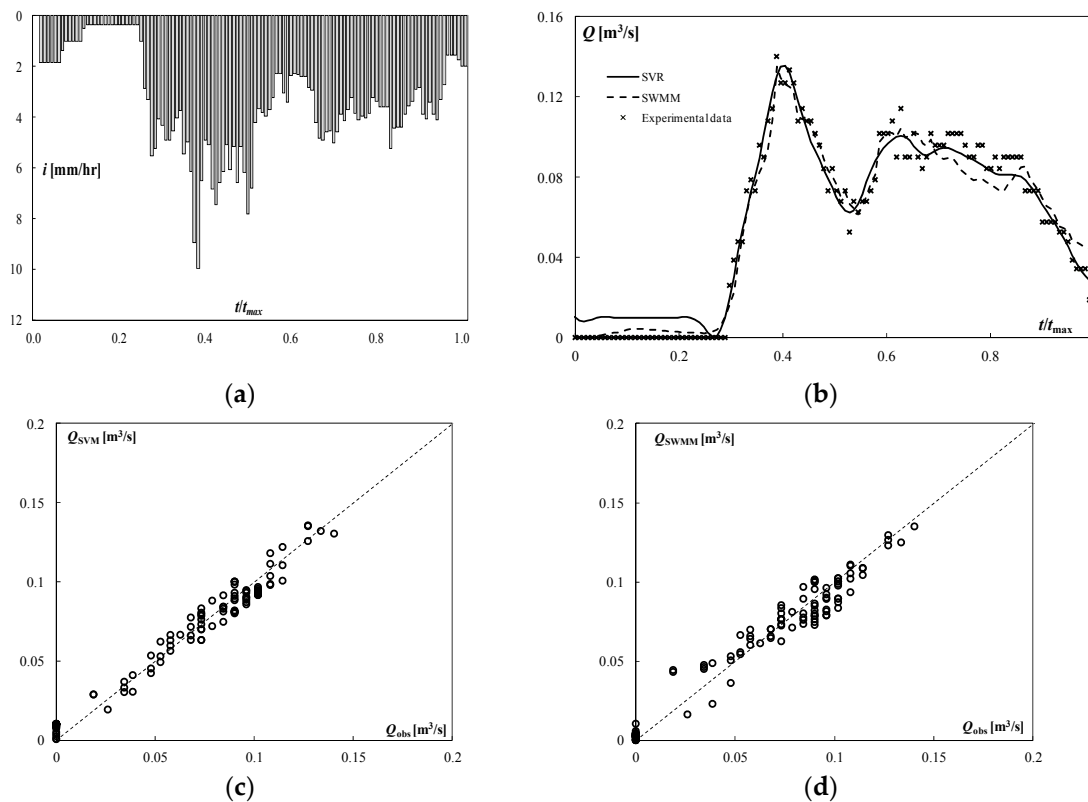 0
2
4
6
8
10
12
i [mm/hr]
t/tmax
0.0 0.2 0.4 0.6 0.8 1.0
(a)
0.16
0.12
0.08
0.04
0
Q [m³/s]
SVR
SWMM
Experimental data
t/tmax
0 0.2 0.4 0.6 0.8
(b)
0.2
0.15
0.1
0.05
0
QSVM [m³/s]
Qobs [m³/s]
0 0.05 0.1 0.15 0.2
(c)
0.2
0.15
0.1
0.05
0
QSWMM [m³/s]
Qobs [m³/s]
0 0.05 0.1 0.15 0.2
(d)